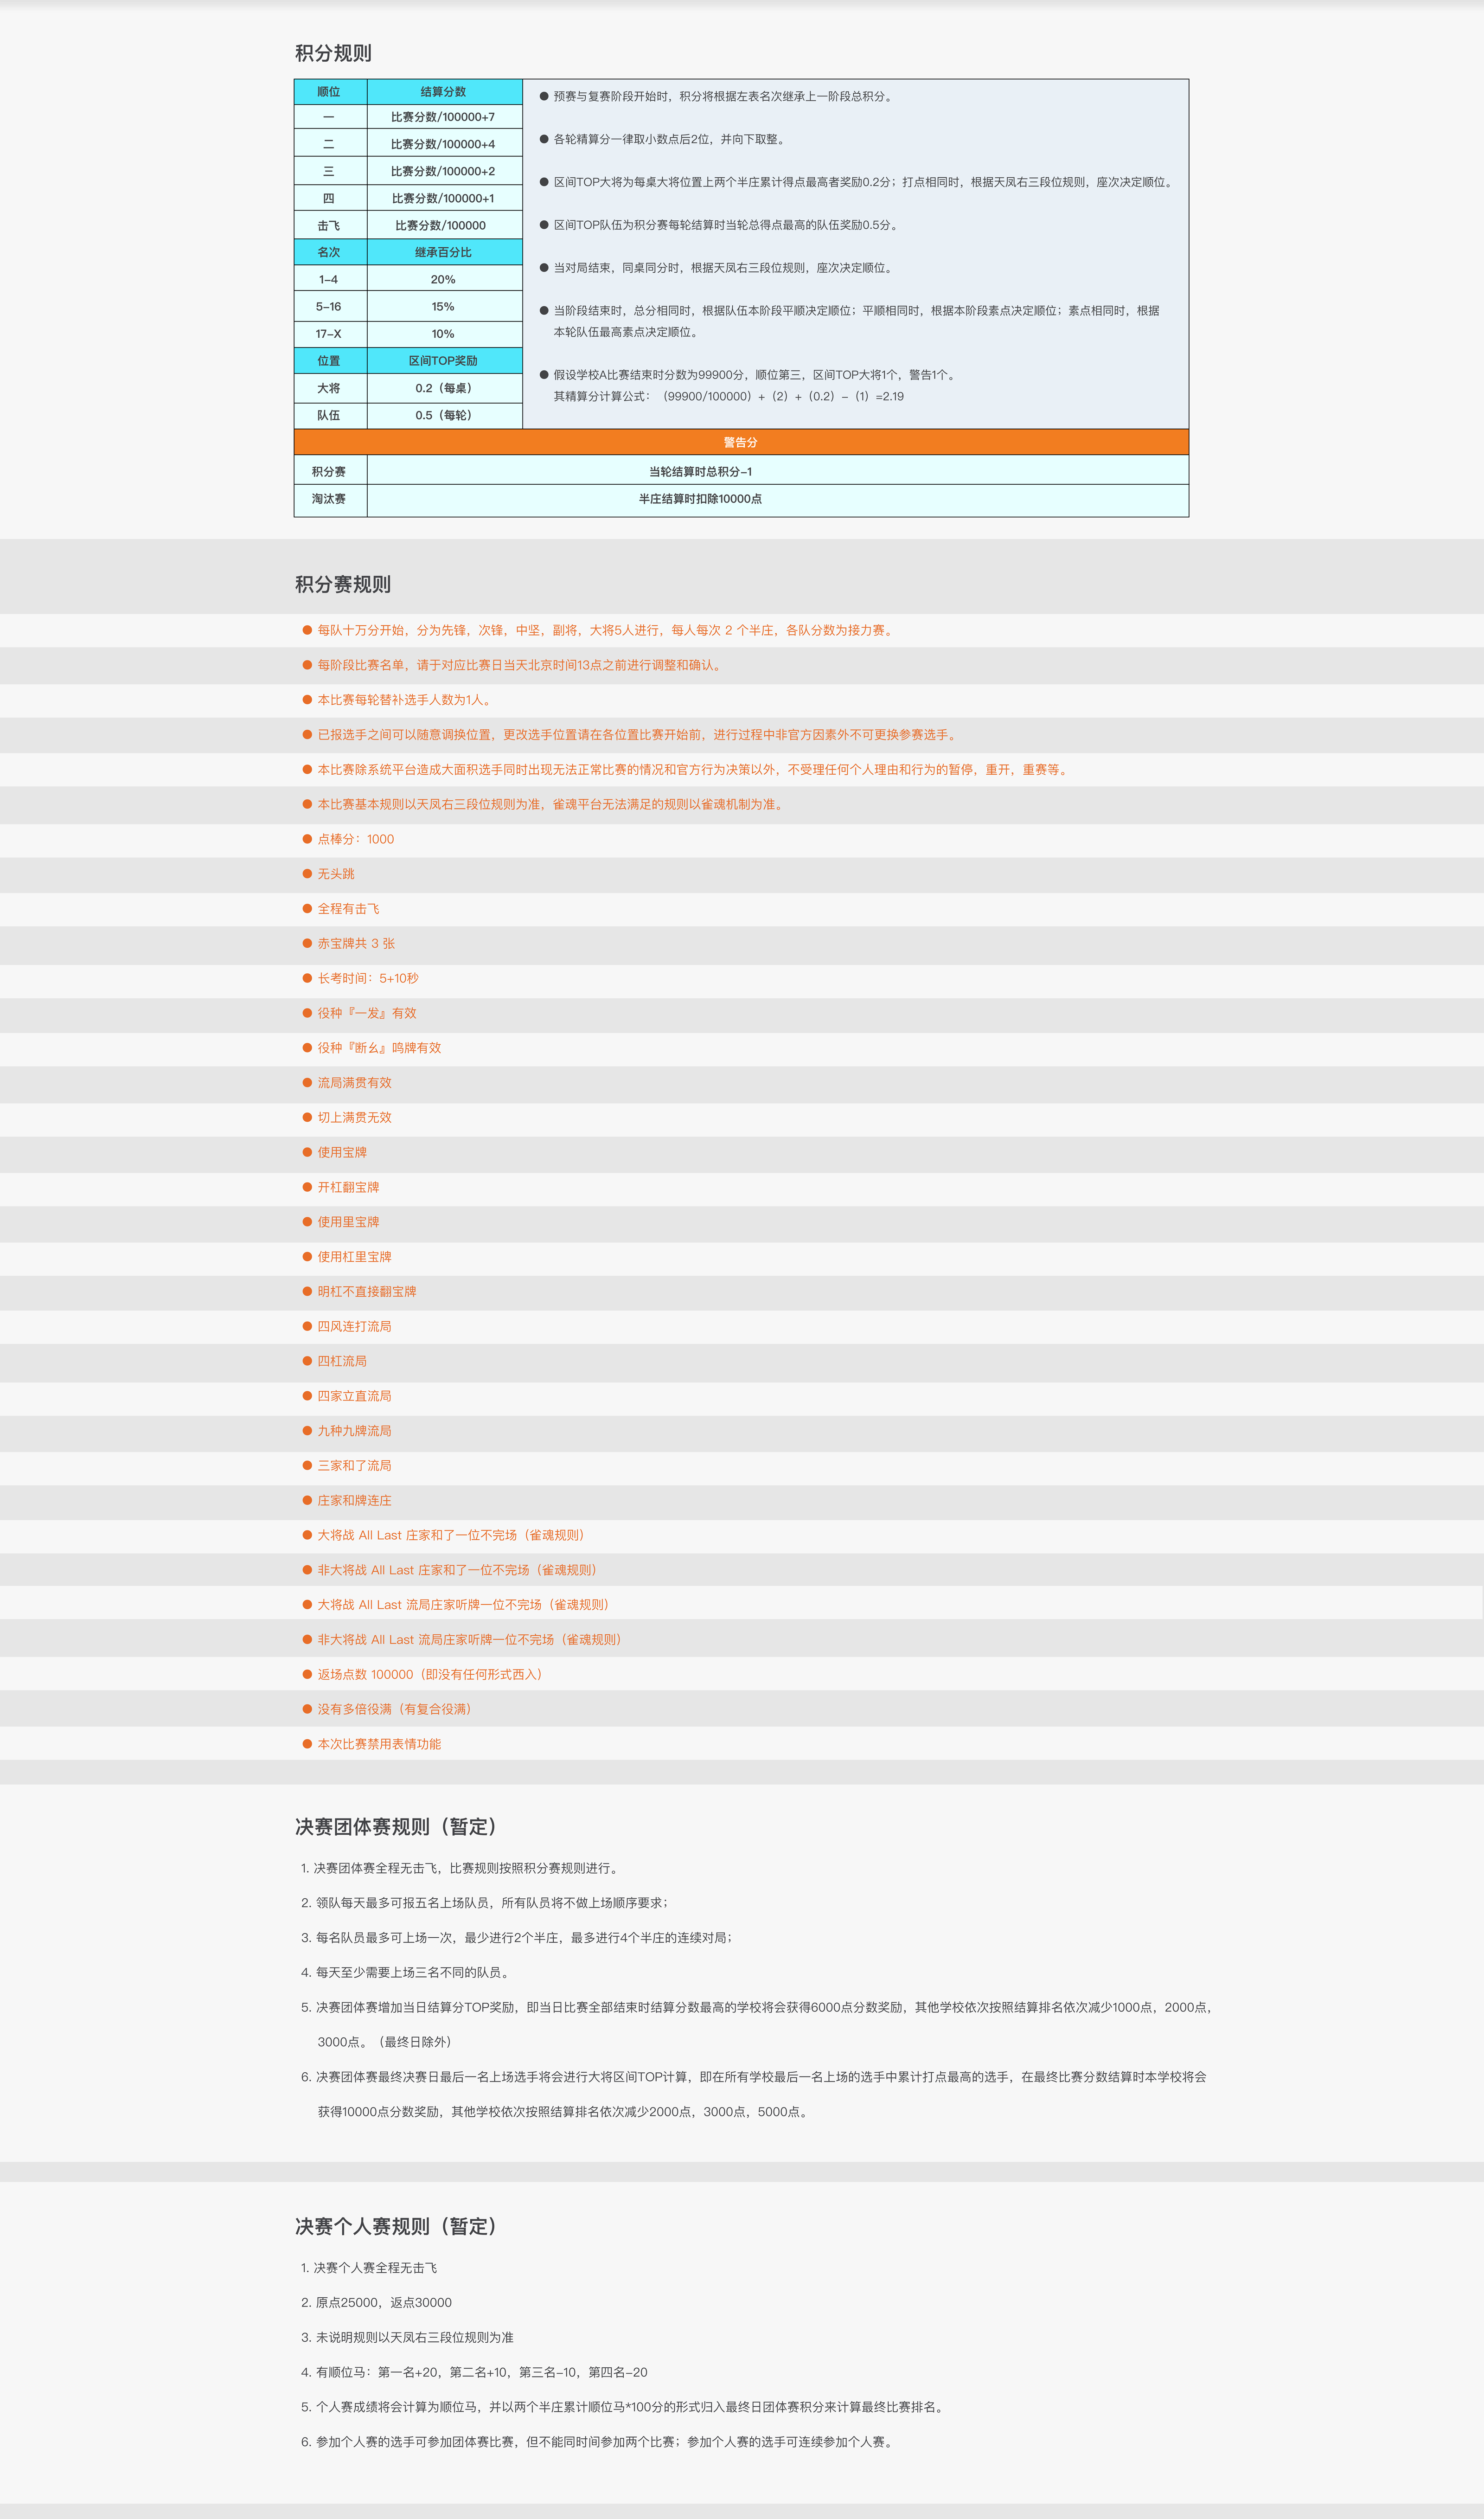 积分规则
顺位 结算分数
一 比赛分数/100000+7
二 比赛分数/100000+4
三 比赛分数/100000+2
四 比赛分数/100000+1
击飞 比赛分数/100000
名次 继承百分比
1-4 20%
5-16 15%
17-X 10%
位置 区间TOP奖励
大将 0.2（每桌）
队伍 0.5（每轮）
● 预赛与复赛阶段开始时，积分将根据左表名次继承上一阶段总积分。
● 各轮精算分一律取小数点后2位，并向下取整。
● 区间TOP大将为每桌大将位置上两个半庄累计得点最高者奖励0.2分；打点相同时，根据天凤右三段位规则，座次决定顺位。
● 区间TOP队伍为积分赛每轮结算时当轮总得点最高的队伍奖励0.5分。
● 当对局结束，同桌同分时，根据天凤右三段位规则，座次决定顺位。
● 当阶段结束时，总分相同时，根据队伍本阶段平顺决定顺位；平顺相同时，根据本阶段素点决定顺位；素点相同时，根据
本轮队伍最高素点决定顺位。
● 假设学校A比赛结束时分数为99900分，顺位第三，区间TOP大将1个，警告1个。
其精算分计算公式：（99900/100000）+（2）+（0.2）-（1）=2.19
警告分
积分赛 当轮结算时总积分-1
淘汰赛 半庄结算时扣除10000点
积分赛规则
● 每队十万分开始，分为先锋，次锋，中坚，副将，大将5人进行，每人每次 2 个半庄，各队分数为接力赛。
● 每阶段比赛名单，请于对应比赛日当天北京时间13点之前进行调整和确认。
● 本比赛每轮替补选手人数为1人。
● 已报选手之间可以随意调换位置，更改选手位置请在各位置比赛开始前，进行过程中非官方因素外不可更换参赛选手。
● 本比赛除系统平台造成大面积选手同时出现无法正常比赛的情况和官方行为决策以外，不受理任何个人理由和行为的暂停，重开，重赛等。
● 本比赛基本规则以天凤右三段位规则为准，雀魂平台无法满足的规则以雀魂机制为准。
● 点棒分：1000
● 无头跳
● 全程有击飞
● 赤宝牌共 3 张
● 长考时间：5+10秒
● 役种『一发』有效
● 役种『断幺』鸣牌有效
● 流局满贯有效
● 切上满贯无效
● 使用宝牌
● 开杠翻宝牌
● 使用里宝牌
● 使用杠里宝牌
● 明杠不直接翻宝牌
● 四风连打流局
● 四杠流局
● 四家立直流局
● 九种九牌流局
● 三家和了流局
● 庄家和牌连庄
● 大将战 All Last 庄家和了一位不完场（雀魂规则）
● 非大将战 All Last 庄家和了一位不完场（雀魂规则）
● 大将战 All Last 流局庄家听牌一位不完场（雀魂规则）
● 非大将战 All Last 流局庄家听牌一位不完场（雀魂规则）
● 返场点数 100000（即没有任何形式西入）
● 没有多倍役满（有复合役满）
● 本次比赛禁用表情功能
决赛团体赛规则（暂定）
1. 决赛团体赛全程无击飞，比赛规则按照积分赛规则进行。
2. 领队每天最多可报五名上场队员，所有队员将不做上场顺序要求；
3. 每名队员最多可上场一次，最少进行2个半庄，最多进行4个半庄的连续对局；
4. 每天至少需要上场三名不同的队员。
5. 决赛团体赛增加当日结算分TOP奖励，即当日比赛全部结束时结算分数最高的学校将会获得6000点分数奖励，其他学校依次按照结算排名依次减少1000点，2000点，
3000点。（最终日除外）
6. 决赛团体赛最终决赛日最后一名上场选手将会进行大将区间TOP计算，即在所有学校最后一名上场的选手中累计打点最高的选手，在最终比赛分数结算时本学校将会
获得10000点分数奖励，其他学校依次按照结算排名依次减少2000点，3000点，5000点。
决赛个人赛规则（暂定）
1. 决赛个人赛全程无击飞
2. 原点25000，返点30000
3. 未说明规则以天凤右三段位规则为准
4. 有顺位马：第一名+20，第二名+10，第三名-10，第四名-20
5. 个人赛成绩将会计算为顺位马，并以两个半庄累计顺位马*100分的形式归入最终日团体赛积分来计算最终比赛排名。
6. 参加个人赛的选手可参加团体赛比赛，但不能同时间参加两个比赛；参加个人赛的选手可连续参加个人赛。